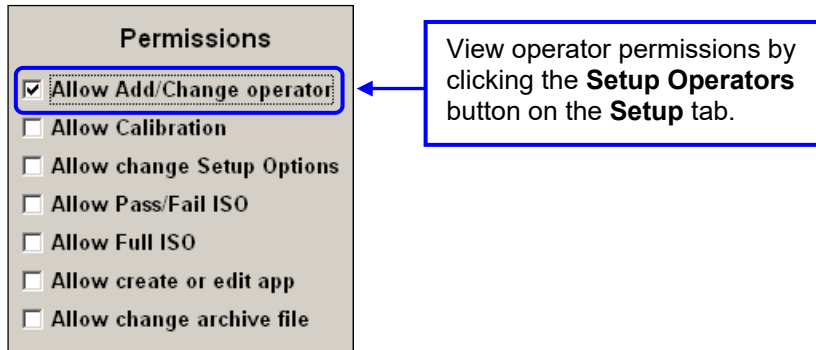 Permissions
Allow Add/Change operator
Allow Calibration
Allow change Setup Options
Allow Pass/Fail ISO
Allow Full ISO
Allow create or edit app
Allow change archive file
View operator permissions by
clicking the Setup Operators
button on the Setup tab.